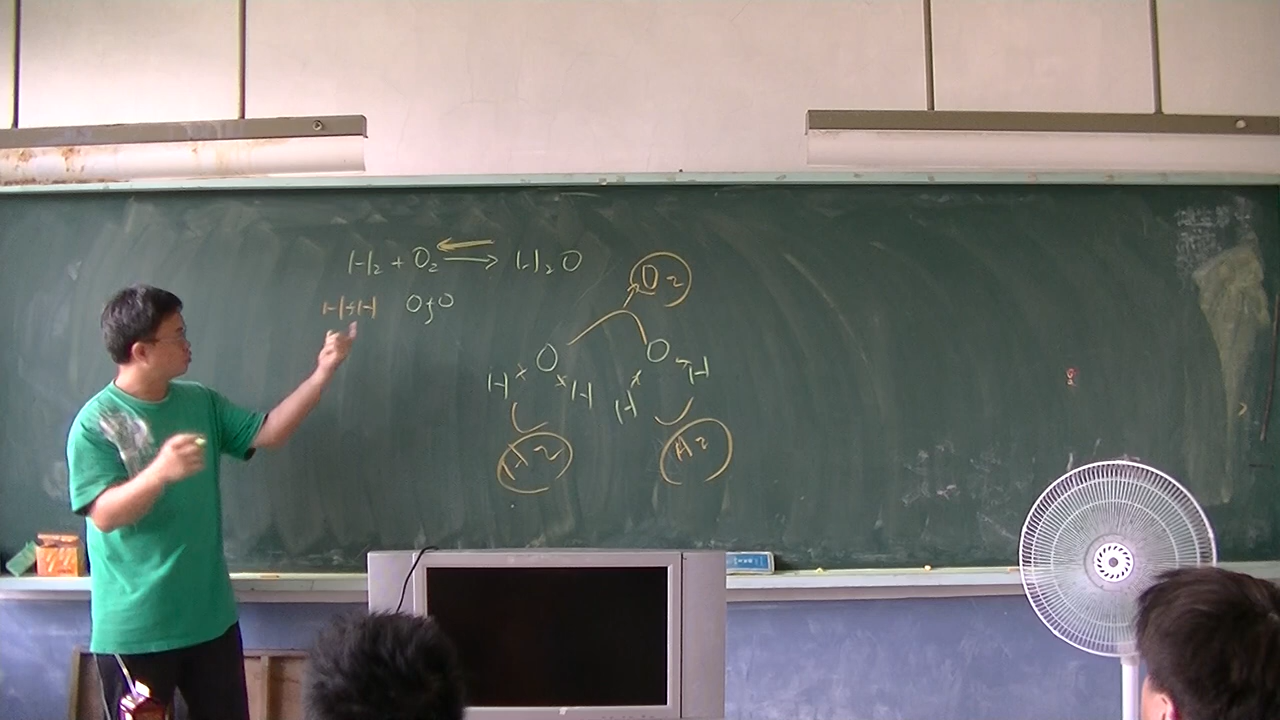 H₂ + O₂ → H₂O
H H O O
O₂
O O
H H H H
H₂ H₂